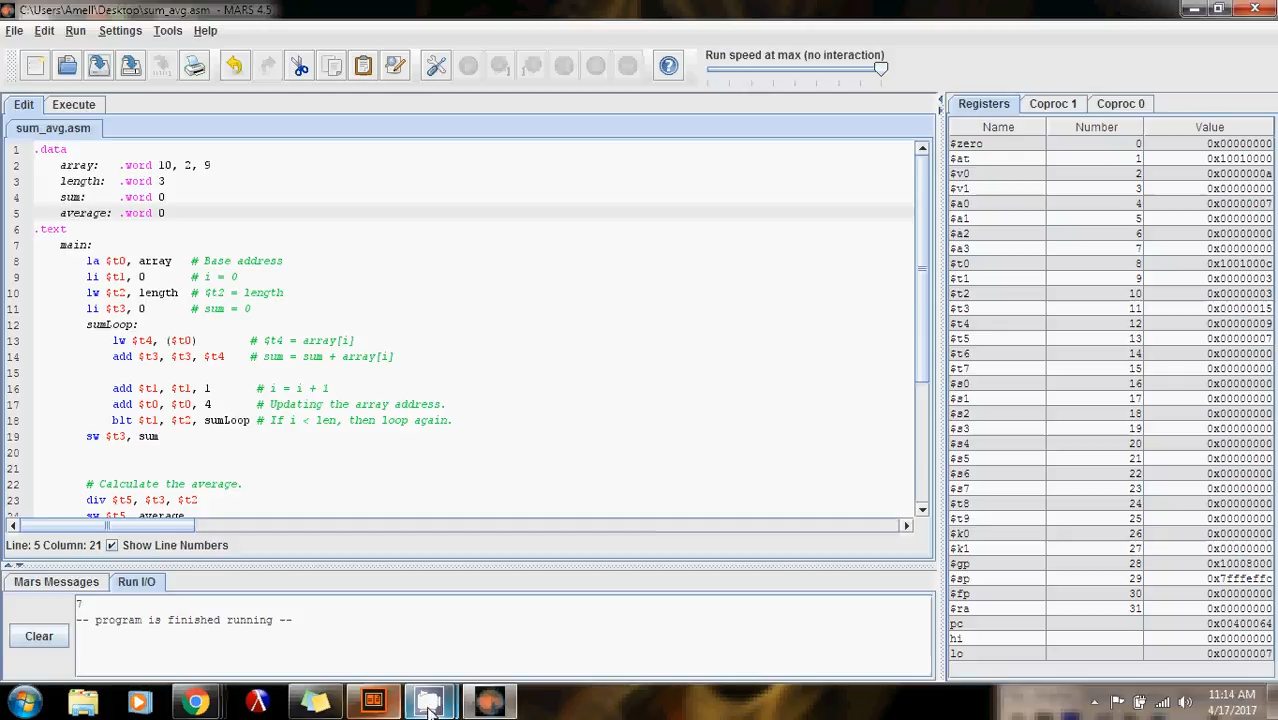 C:\Users\Amell\Desktop\sum_avg.asm - MARS 4.5
File Edit Run Settings Tools Help
Run speed at max (no interaction)
Edit Execute
sum_avg.asm
1 .data
2 array: .word 10, 2, 9
3 length: .word 3
4 sum: .word 0
5 average: .word 0
6 .text
7 main:
8 la $t0, array # Base address
9 li $t1, 0 # i = 0
10 lw $t2, length # $t2 = length
11 li $t3, 0 # sum = 0
12 sumLoop:
13 lw $t4, ($t0) # $t4 = array[i]
14 add $t3, $t3, $t4 # sum = sum + array[i]
15
16 add $t1, $t1, 1 # i = i + 1
17 add $t0, $t0, 4 # Updating the array address.
18 blt $t1, $t2, sumLoop # If i < len, then loop again.
19 sw $t3, sum
20
21
22 # Calculate the average.
23 div $t5, $t3, $t2
24 sw $t5, average
Line: 5 Column: 21 Show Line Numbers
Mars Messages Run I/O
Clear
7
-- program is finished running --
Registers Coproc 1 Coproc 0
Name Number Value
$zero 0 0x00000000
$at 1 0x10010000
$v0 2 0x0000000a
$v1 3 0x00000000
$a0 4 0x00000007
$a1 5 0x00000000
$a2 6 0x00000000
$a3 7 0x00000000
$t0 8 0x1001000c
$t1 9 0x00000003
$t2 10 0x00000003
$t3 11 0x00000015
$t4 12 0x00000009
$t5 13 0x00000007
$t6 14 0x00000000
$t7 15 0x00000000
$s0 16 0x00000000
$s1 17 0x00000000
$s2 18 0x00000000
$s3 19 0x00000000
$s4 20 0x00000000
$s5 21 0x00000000
$s6 22 0x00000000
$s7 23 0x00000000
$t8 24 0x00000000
$t9 25 0x00000000
$k0 26 0x00000000
$k1 27 0x00000000
$gp 28 0x10008000
$sp 29 0x7fffeffc
$fp 30 0x00000000
$ra 31 0x00000000
pc 0x00400064
hi 0x00000000
lo 0x00000007
11:14 AM
4/17/2017